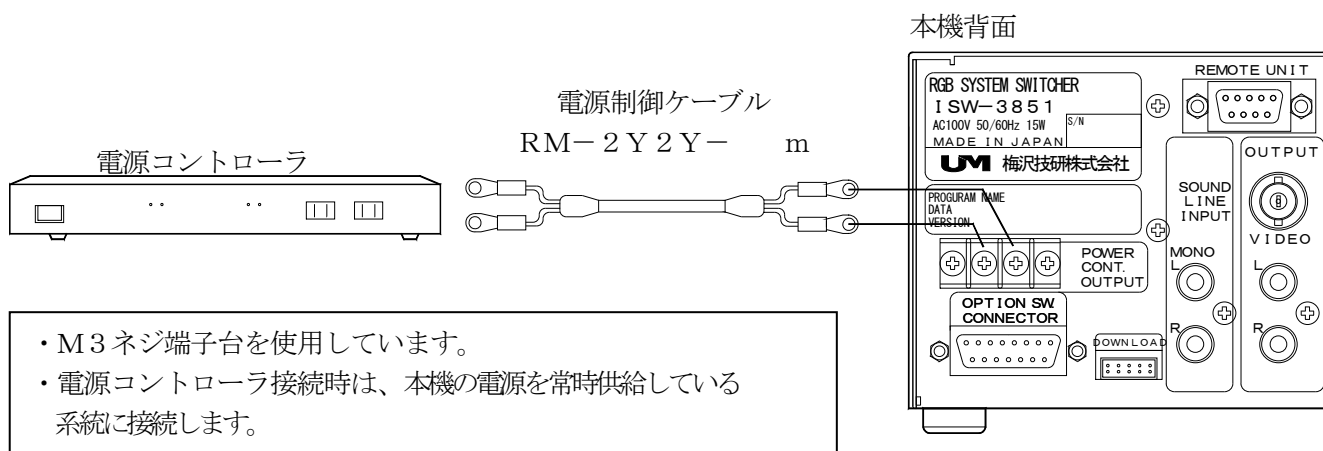 本機背面
電源制御ケーブル
RM－2Y2Y－　　m
電源コントローラ
RGB SYSTEM SWITCHER
ISW-3851
AC100V 50/60Hz 15W
S/N
MADE IN JAPAN
UM 梅沢技研株式会社
PROGURAM NAME
DATA
VERSION
POWER
CONT.
OUTPUT
OPTION SW.
CONNECTOR
DOWNLOAD
REMOTE UNIT
SOUND
LINE
INPUT
MONO
L
R
OUTPUT
VIDEO
L
R
・M3ネジ端子台を使用しています。
・電源コントローラ接続時は、本機の電源を常時供給している
系統に接続します。